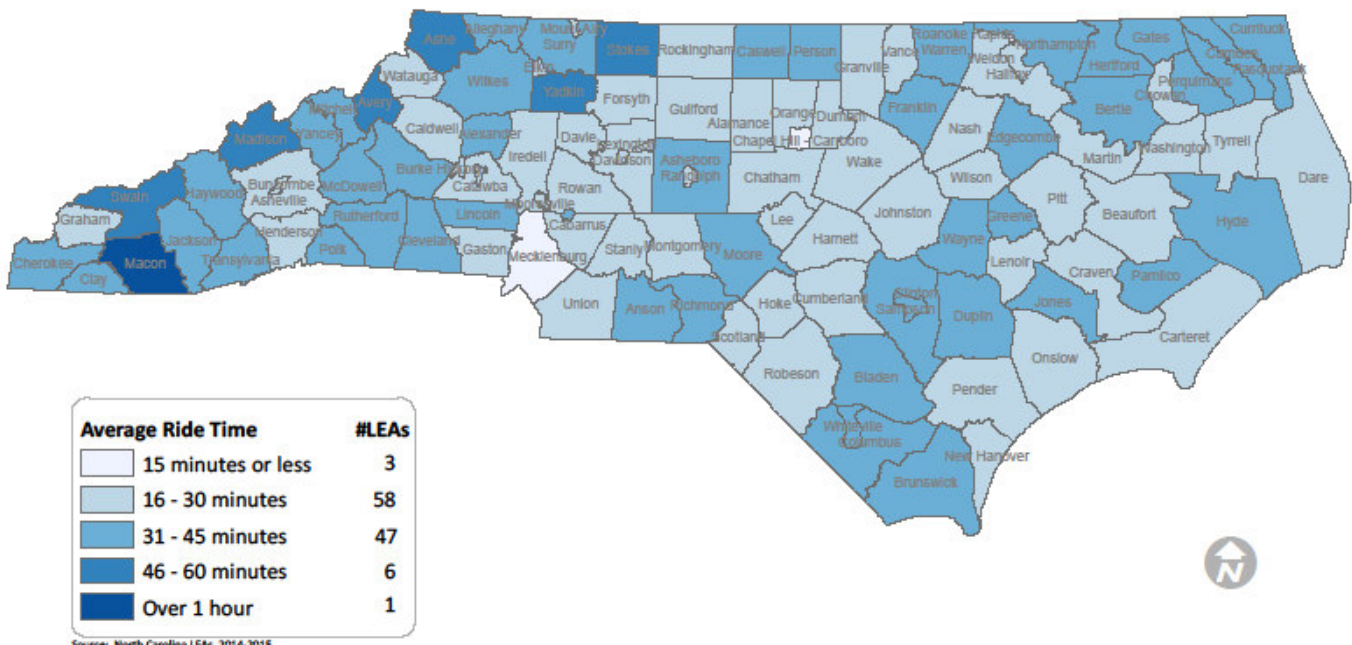 Ashe
Alleghany
Surry
Stokes
Rockingham
Caswell
Person
Granville
Vance
Warren
Roanoke
Northampton
Gates
Hertford
Currituck
Camden
Pasquotank
Perquimans
Chowan
Weldon
Halifax
Bertie
Watauga
Wilkes
Elkin
Yadkin
Forsyth
Guilford
Alamance
Orange
Durham
Franklin
Nash
Edgecombe
Martin
Washington
Tyrrell
Dare
Mitchell
Avery
Caldwell
Alexander
Iredell
Davie
Lexington
Davidson
Chapel Hill - Carrboro
Wake
Madison
Yancey
Burke
Catawba
Rowan
Asheboro
Randolph
Chatham
Wilson
Pitt
Beaufort
Hyde
Swain
Haywood
Buncombe
Asheville
McDowell
Mooresville
Lee
Johnston
Greene
Graham
Jackson
Henderson
Rutherford
Lincoln
Cabarrus
Stanly
Montgomery
Moore
Harnett
Wayne
Lenoir
Craven
Pamlico
Cherokee
Clay
Macon
Transylvania
Polk
Cleveland
Gaston
Mecklenburg
Union
Anson
Richmond
Hoke
Cumberland
Clinton
Sampson
Duplin
Jones
Carteret
Scotland
Robeson
Bladen
Pender
Onslow
Whiteville
Columbus
New Hanover
Brunswick
Average Ride Time #LEAs
15 minutes or less 3
16 - 30 minutes 58
31 - 45 minutes 47
46 - 60 minutes 6
Over 1 hour 1
Source: North Carolina LEAs, 2014-2015
N